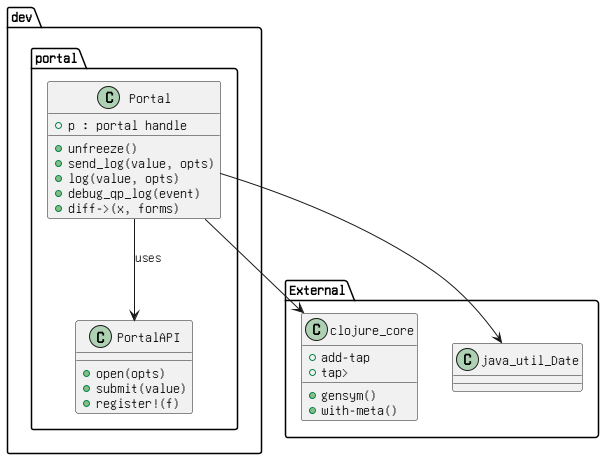 dev
portal
C Portal
p : portal handle
unfreeze()
send_log(value, opts)
log(value, opts)
debug_qp_log(event)
diff->(x, forms)
uses
C PortalAPI
open(opts)
submit(value)
register!(f)
External
C clojure_core
add-tap
tap>
gensym()
with-meta()
C java_util_Date